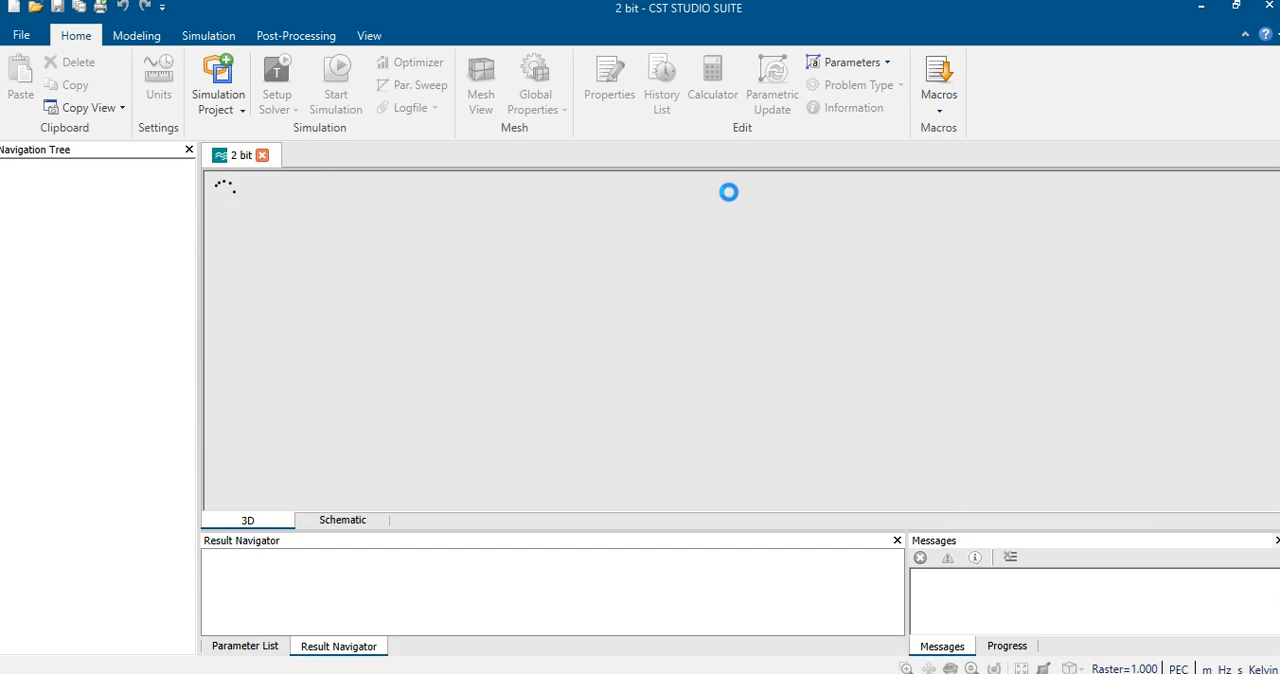 2 bit - CST STUDIO SUITE
File Home Modeling Simulation Post-Processing View
Paste
Delete
Copy
Copy View
Clipboard
Units
Settings
Simulation Project
Setup Solver
Start Simulation
Optimizer
Par. Sweep
Logfile
Simulation
Mesh View
Global Properties
Mesh
Properties
History List
Calculator
Parametric Update
Parameters
Problem Type
Information
Edit
Macros
Macros
Navigation Tree
2 bit
3D Schematic
Result Navigator
Messages
Parameter List Result Navigator
Messages Progress
Raster=1.000 PEC m Hz s Kelvin